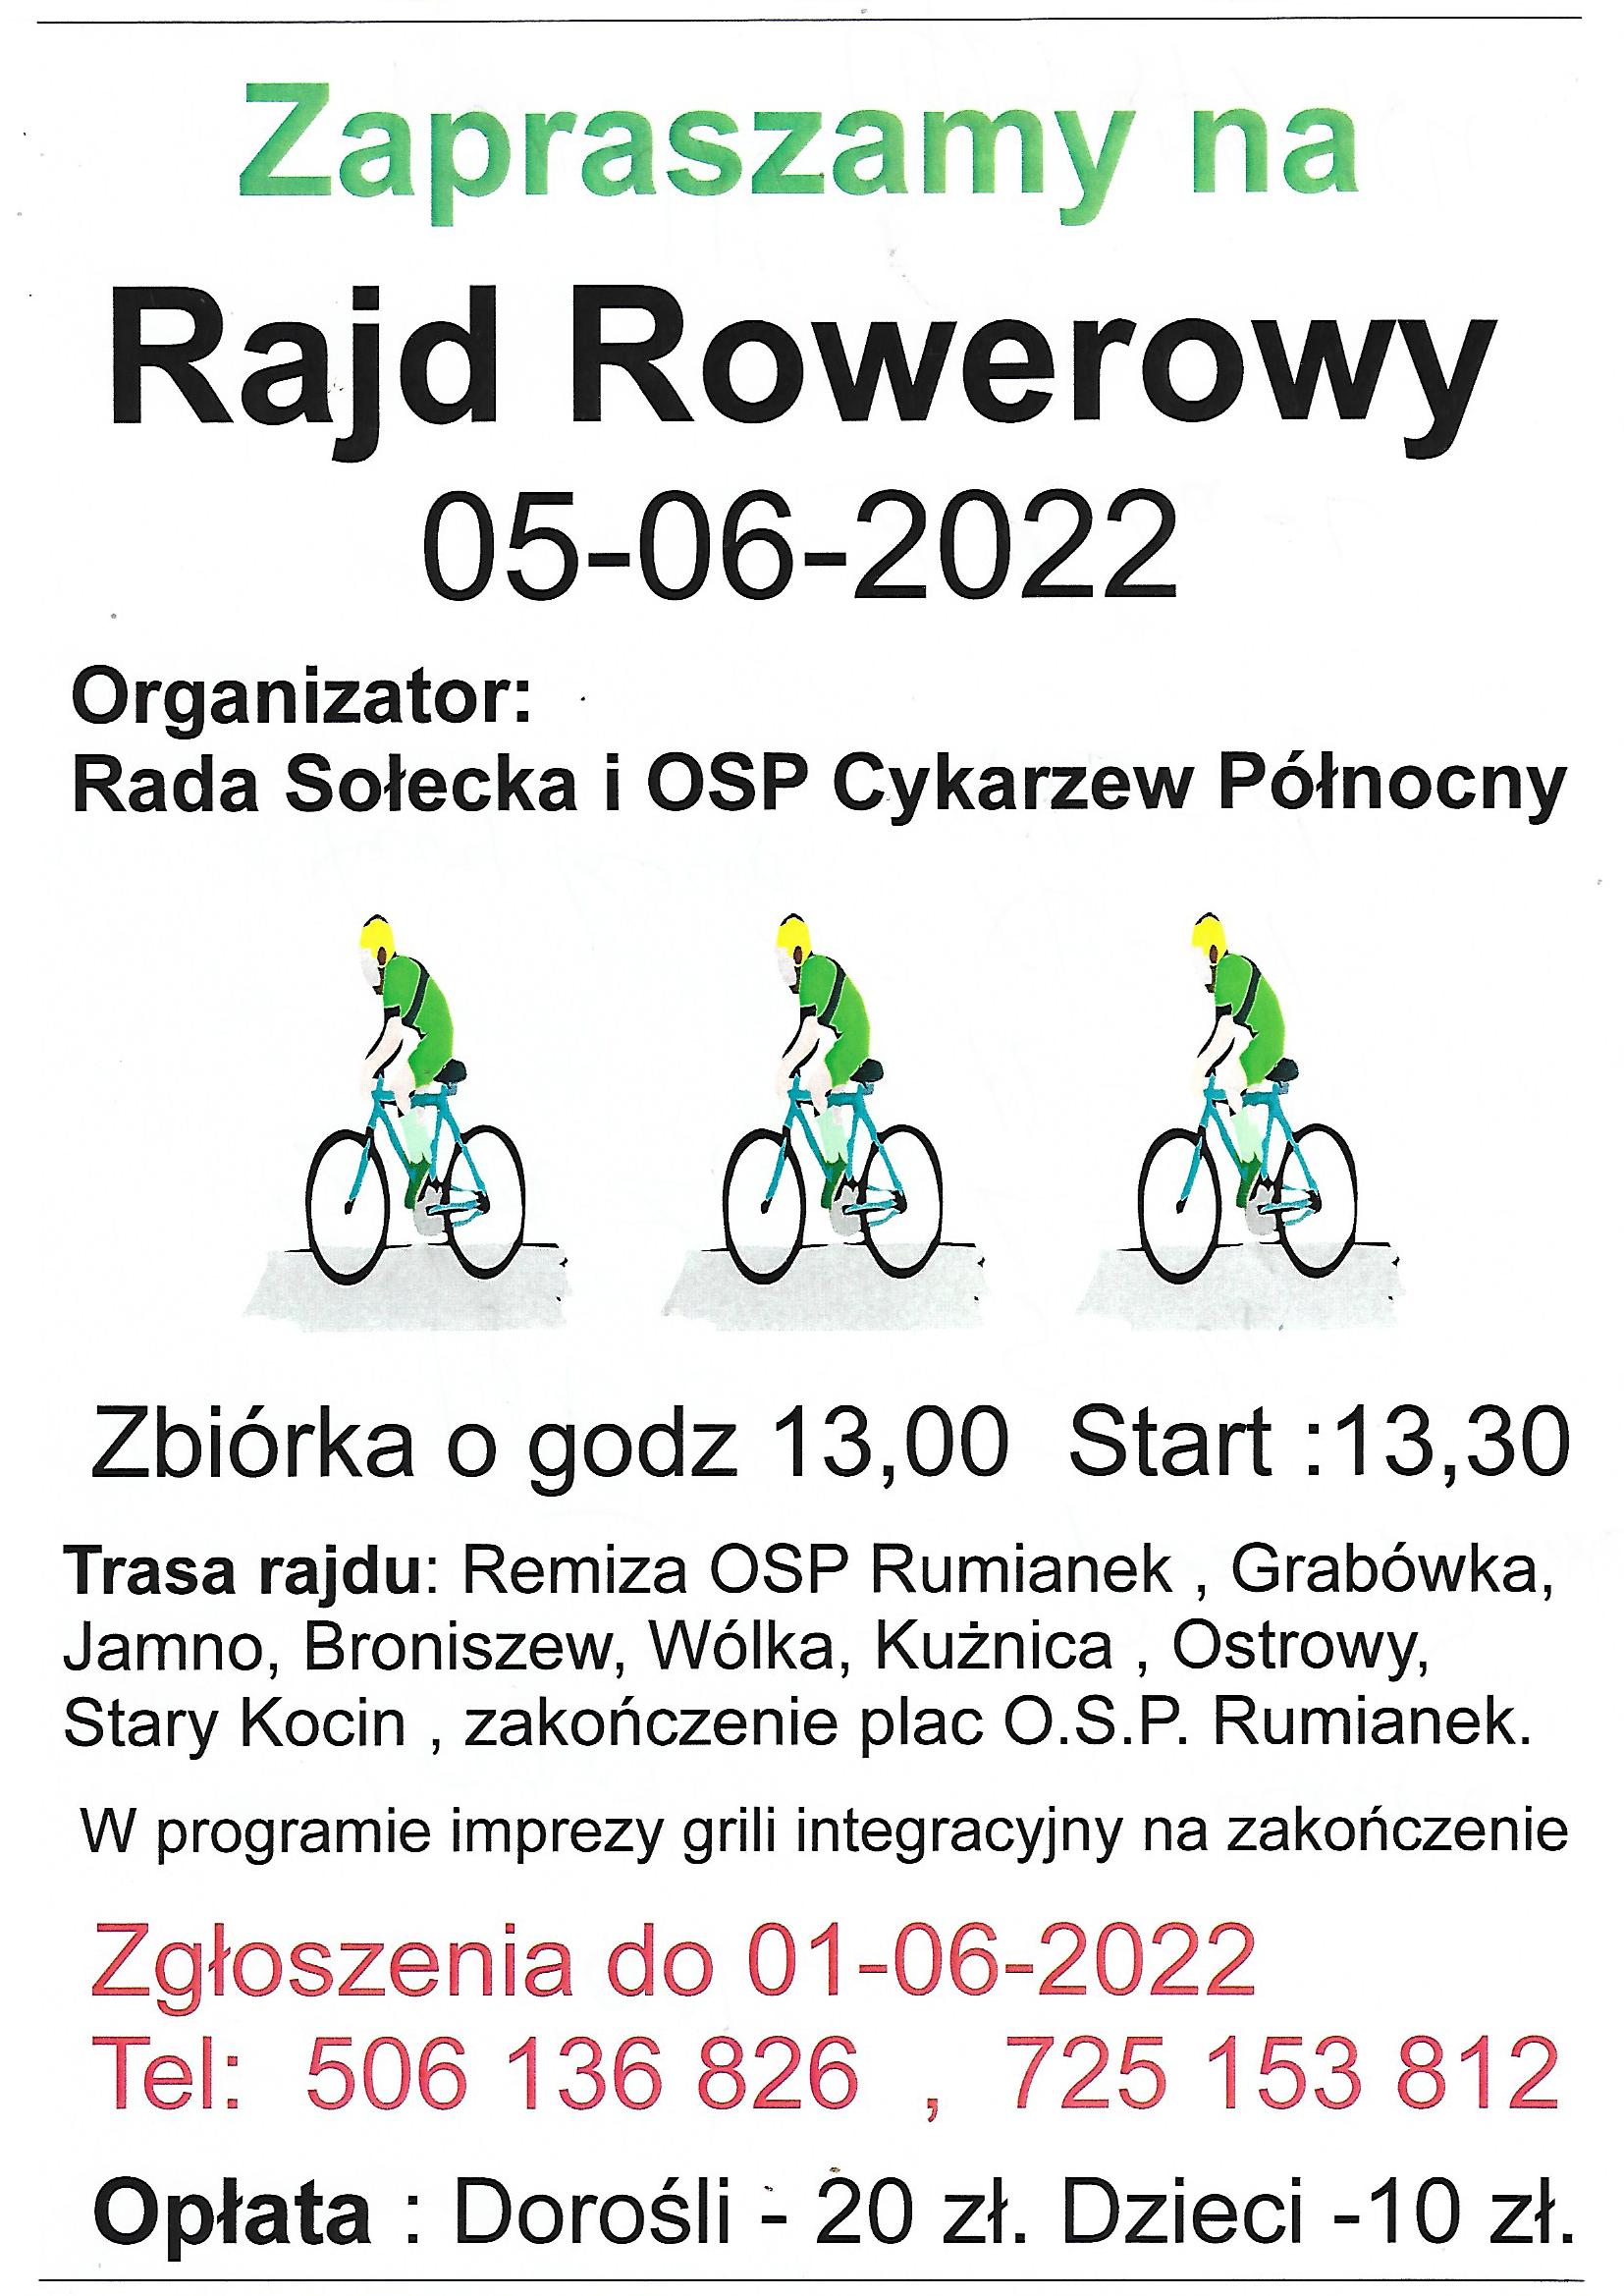 Zapraszamy na
Rajd Rowerowy
05-06-2022
Organizator:
Rada Sołecka i OSP Cykarzew Północny
Zbiórka o godz 13,00 Start :13,30
Trasa rajdu: Remiza OSP Rumianek , Grabówka,
Jamno, Broniszew, Wólka, Kużnica , Ostrowy,
Stary Kocin , zakończenie plac O.S.P. Rumianek.
W programie imprezy grili integracyjny na zakończenie
Zgłoszenia do 01-06-2022
Tel: 506 136 826 , 725 153 812
Opłata : Dorośli - 20 zł. Dzieci -10 zł.